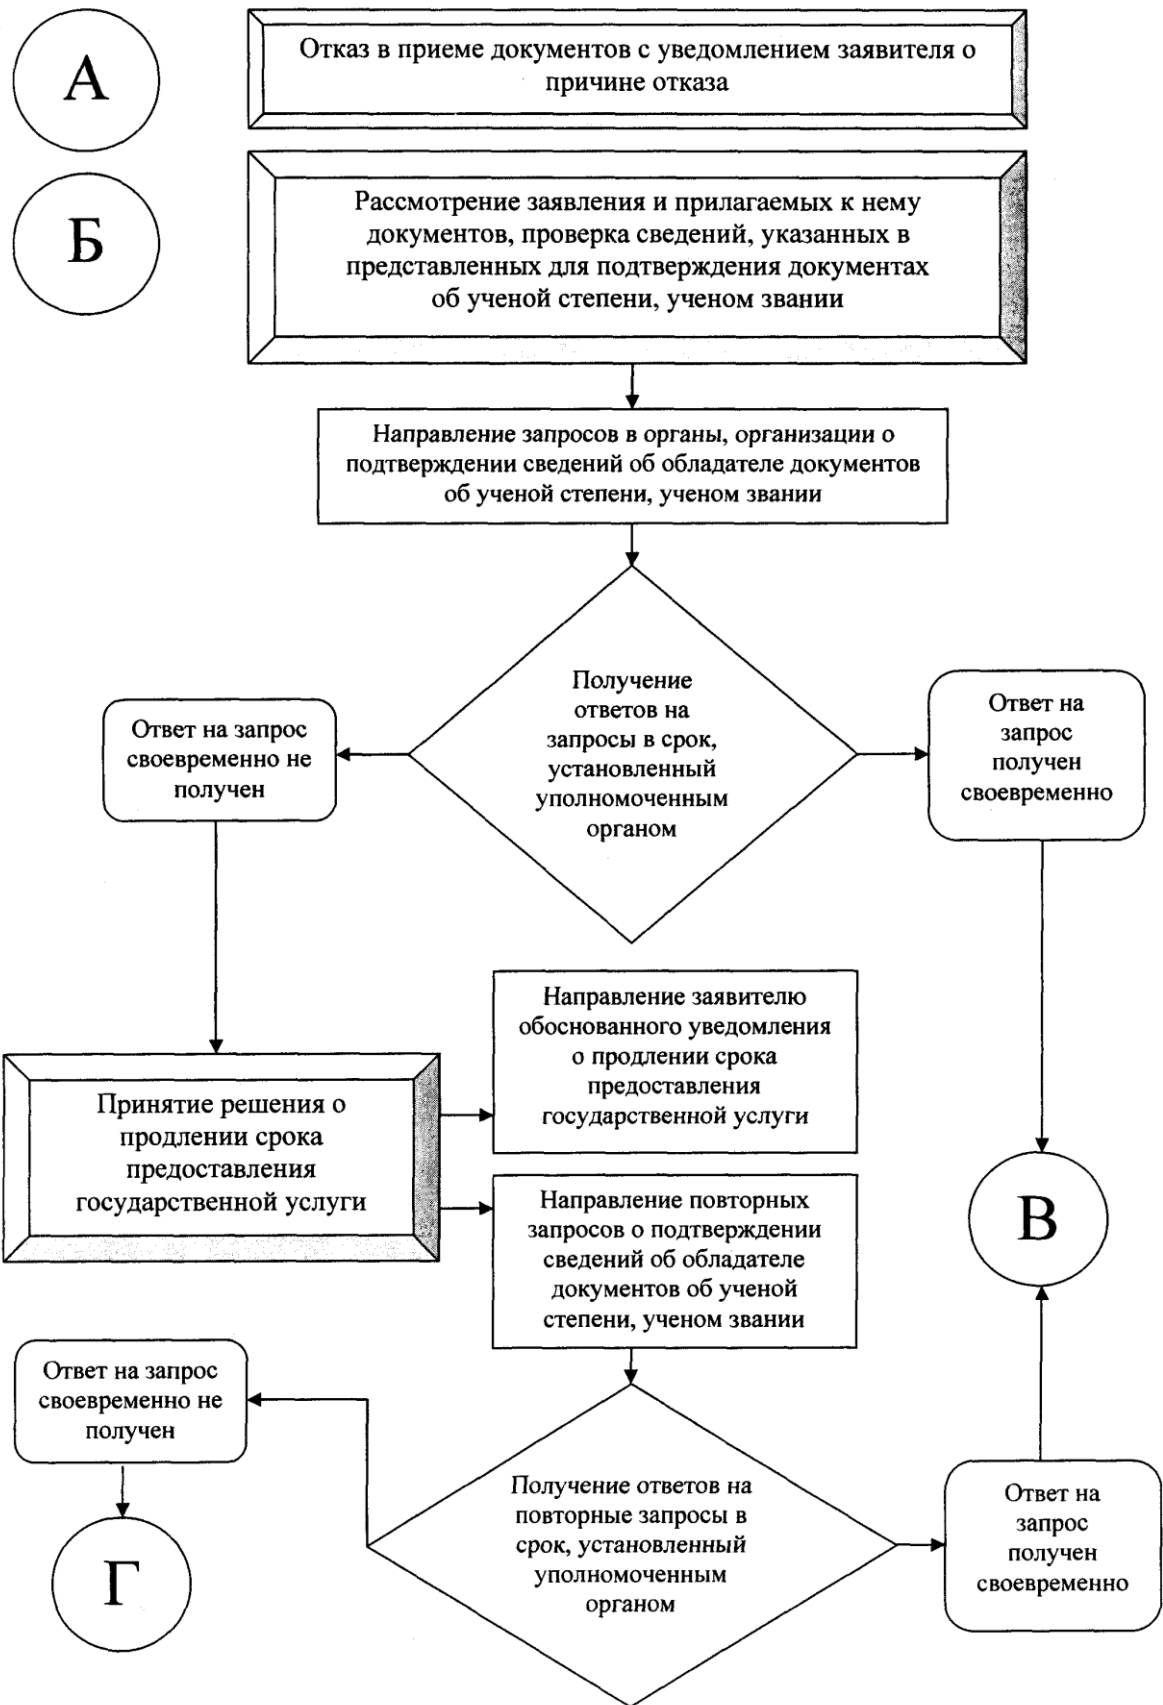 А
Отказ в приеме документов с уведомлением заявителя о
причине отказа
Б
Рассмотрение заявления и прилагаемых к нему
документов, проверка сведений, указанных в
представленных для подтверждения документах
об ученой степени, ученом звании
Направление запросов в органы, организации о
подтверждении сведений об обладателе документов
об ученой степени, ученом звании
Получение
ответов на
запросы в срок,
установленный
уполномоченным
органом
Ответ на запрос
своевременно не
получен
Ответ на
запрос
получен
своевременно
Направление заявителю
обоснованного уведомления
о продлении срока
предоставления
государственной услуги
Принятие решения о
продлении срока
предоставления
государственной услуги
Направление повторных
запросов о подтверждении
сведений об обладателе
документов об ученой
степени, ученом звании
В
Ответ на запрос
своевременно не
получен
Получение ответов на
повторные запросы в
срок, установленный
уполномоченным
органом
Ответ на
запрос
получен
своевременно
Г